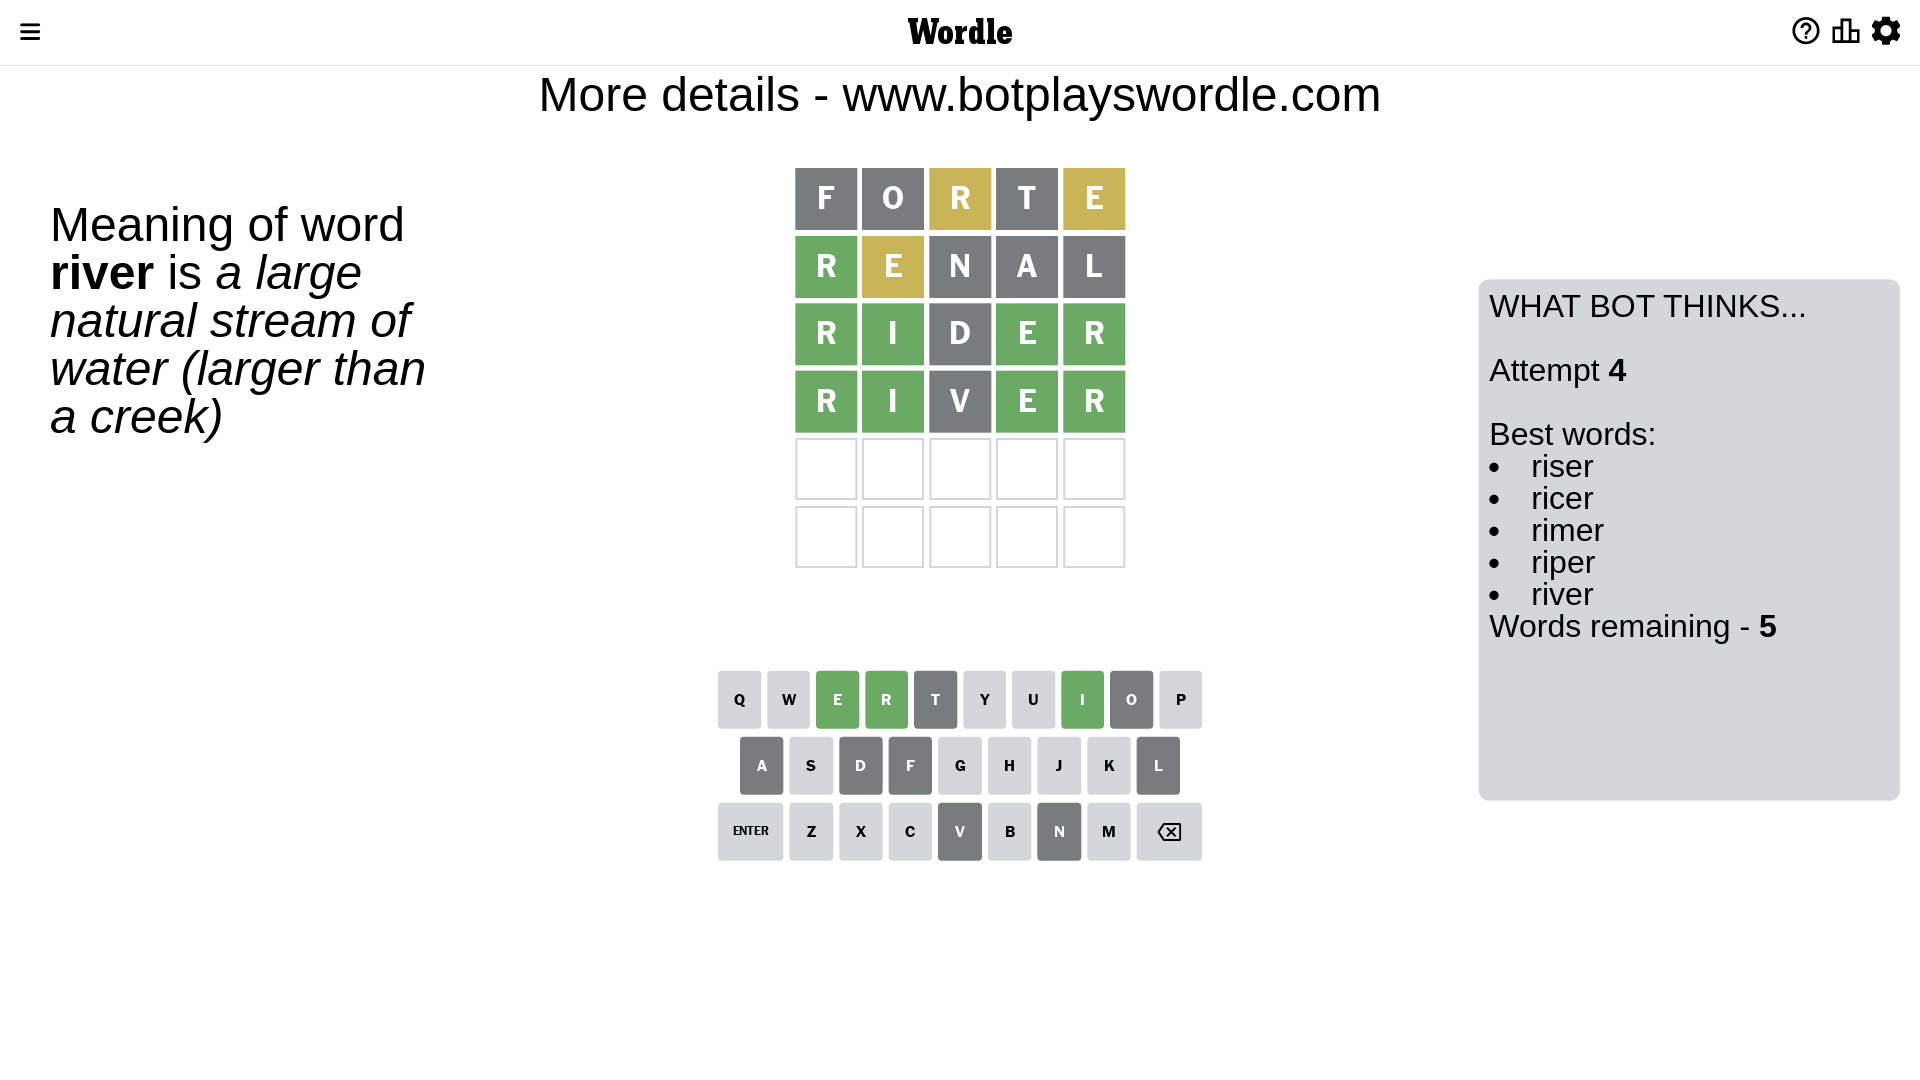 Wordle
More details - www.botplayswordle.com
Meaning of word
river is a large
natural stream of
water (larger than
a creek)
F O R T E
R E N A L
R I D E R
R I V E R
WHAT BOT THINKS...
Attempt 4
Best words:
• riser
• ricer
• rimer
• riper
• river
Words remaining - 5
Q W E R T Y U I O P
A S D F G H J K L
ENTER Z X C V B N M